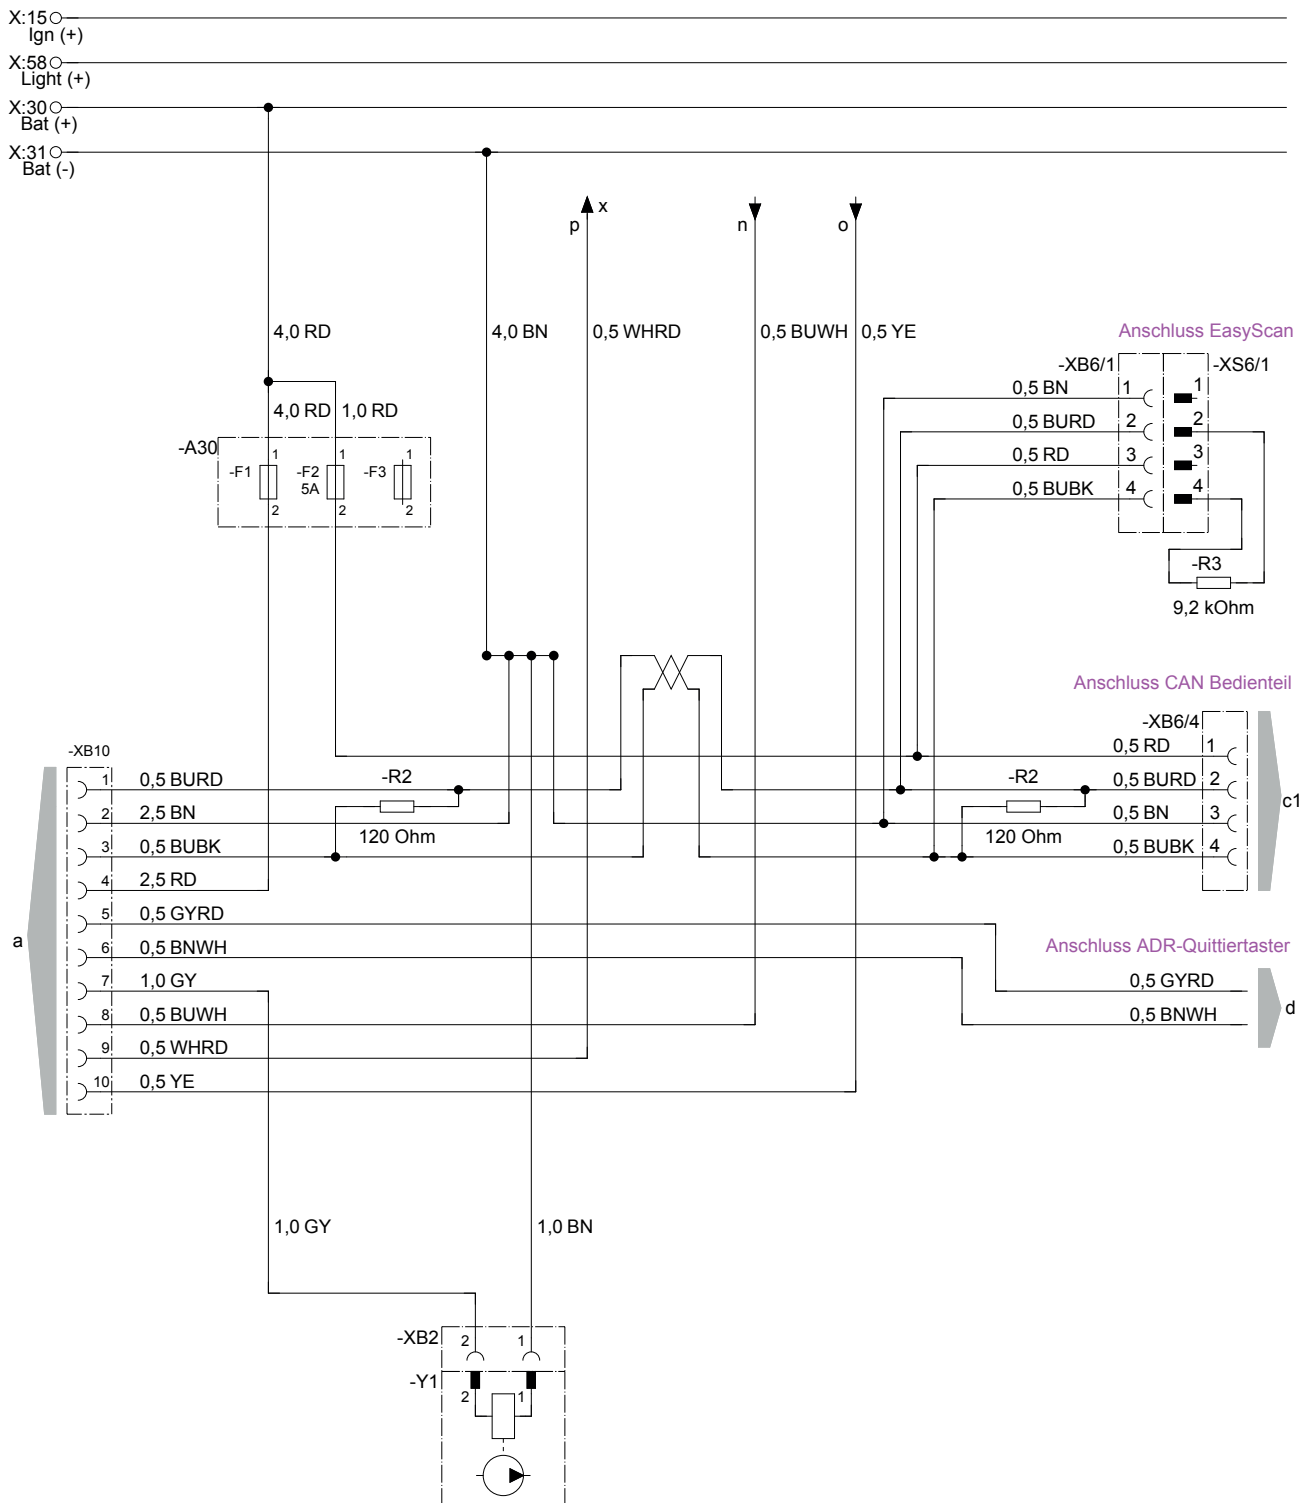 X:15
Ign (+)
X:58
Light (+)
X:30
Bat (+)
X:31
Bat (-)
x
p
n
o
4,0 RD
4,0 BN
0,5 WHRD
0,5 BUWH
0,5 YE
Anschluss EasyScan
-XB6/1
-XS6/1
0,5 BN
1
1
0,5 BURD
2
2
0,5 RD
3
3
0,5 BUBK
4
4
-R3
9,2 kOhm
4,0 RD
1,0 RD
-A30
1
1
1
-F1
-F2
5A
-F3
2
2
2
Anschluss CAN Bedienteil
-XB6/4
0,5 RD
1
0,5 BURD
2
0,5 BN
3
0,5 BUBK
4
c1
-R2
120 Ohm
-R2
120 Ohm
-XB10
1
0,5 BURD
2
2,5 BN
3
0,5 BUBK
4
2,5 RD
5
0,5 GYRD
6
0,5 BNWH
7
1,0 GY
8
0,5 BUWH
9
0,5 WHRD
10
0,5 YE
a
Anschluss ADR-Quittiertaster
0,5 GYRD
0,5 BNWH
d
1,0 GY
1,0 BN
-XB2
2
1
-Y1
2
1